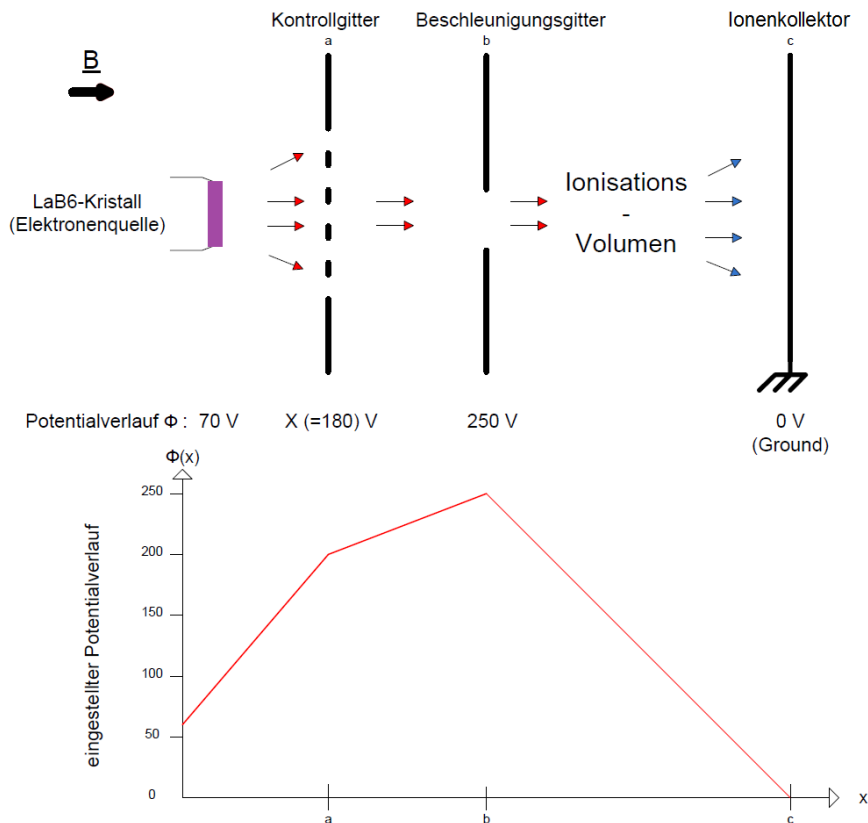 Kontrollgitter
a
Beschleunigungsgitter
b
Ionenkollektor
c
B
LaB6-Kristall
(Elektronenquelle)
Ionisations
-
Volumen
Potentialverlauf Φ : 70 V
X (=180) V
250 V
0 V
(Ground)
Φ(x)
eingestellter Potentialverlauf
250
200
150
100
50
0
a
b
c
x